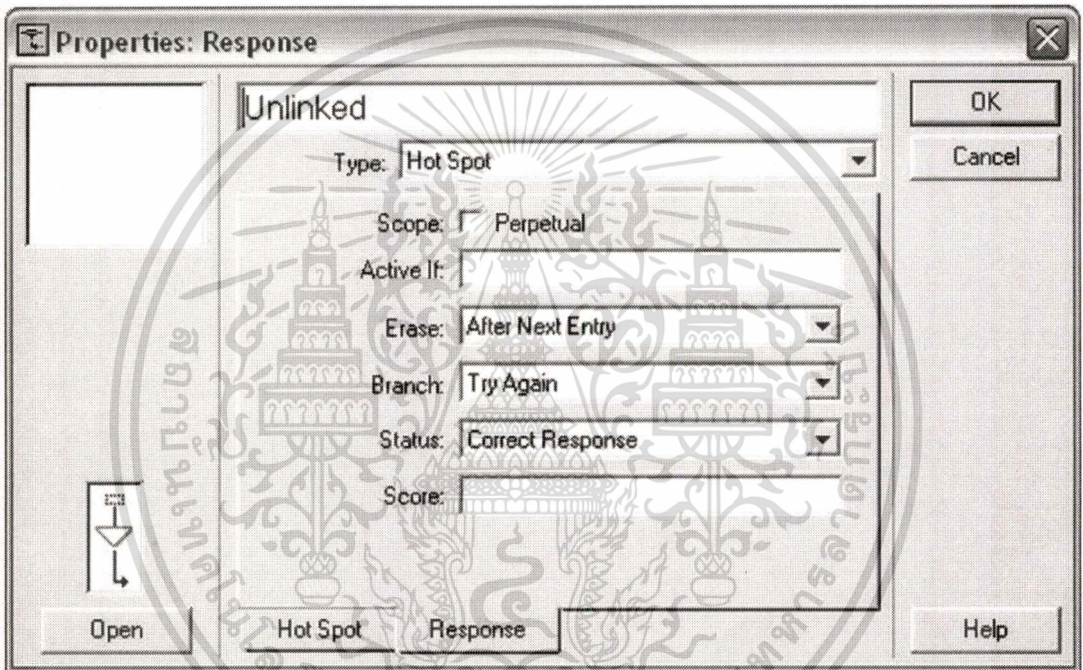 Properties: Response
Unlinked
Type: Hot Spot
Scope: Perpetual
Active If:
Erase: After Next Entry
Branch: Try Again
Status: Correct Response
Score:
OK
Cancel
Open
Hot Spot
Response
Help